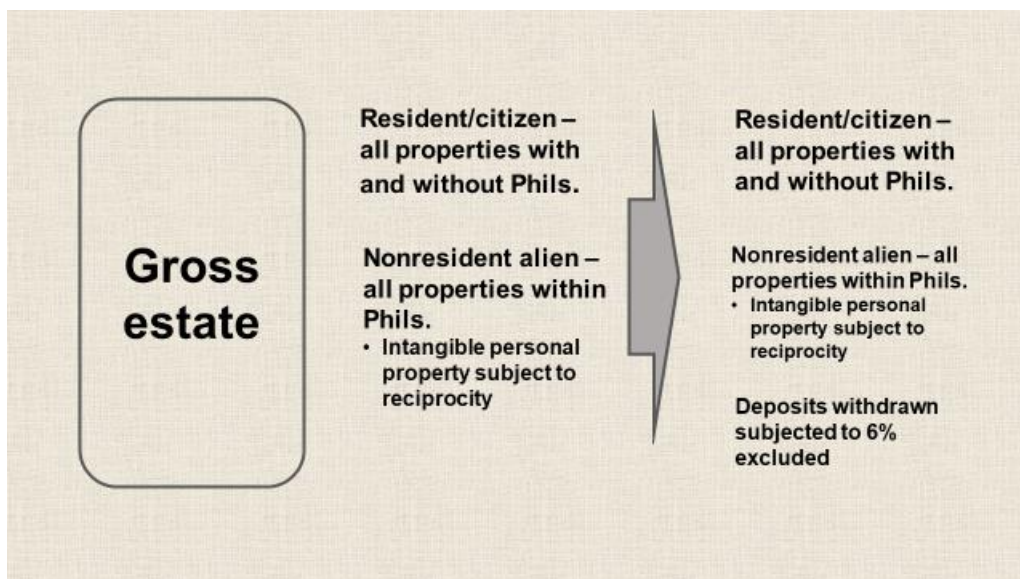 Gross
estate
Resident/citizen –
all properties with
and without Phils.
Nonresident alien –
all properties within
Phils.
• Intangible personal
property subject to
reciprocity
Resident/citizen –
all properties with
and without Phils.
Nonresident alien – all
properties within Phils.
• Intangible personal
property subject to
reciprocity
Deposits withdrawn
subjected to 6%
excluded